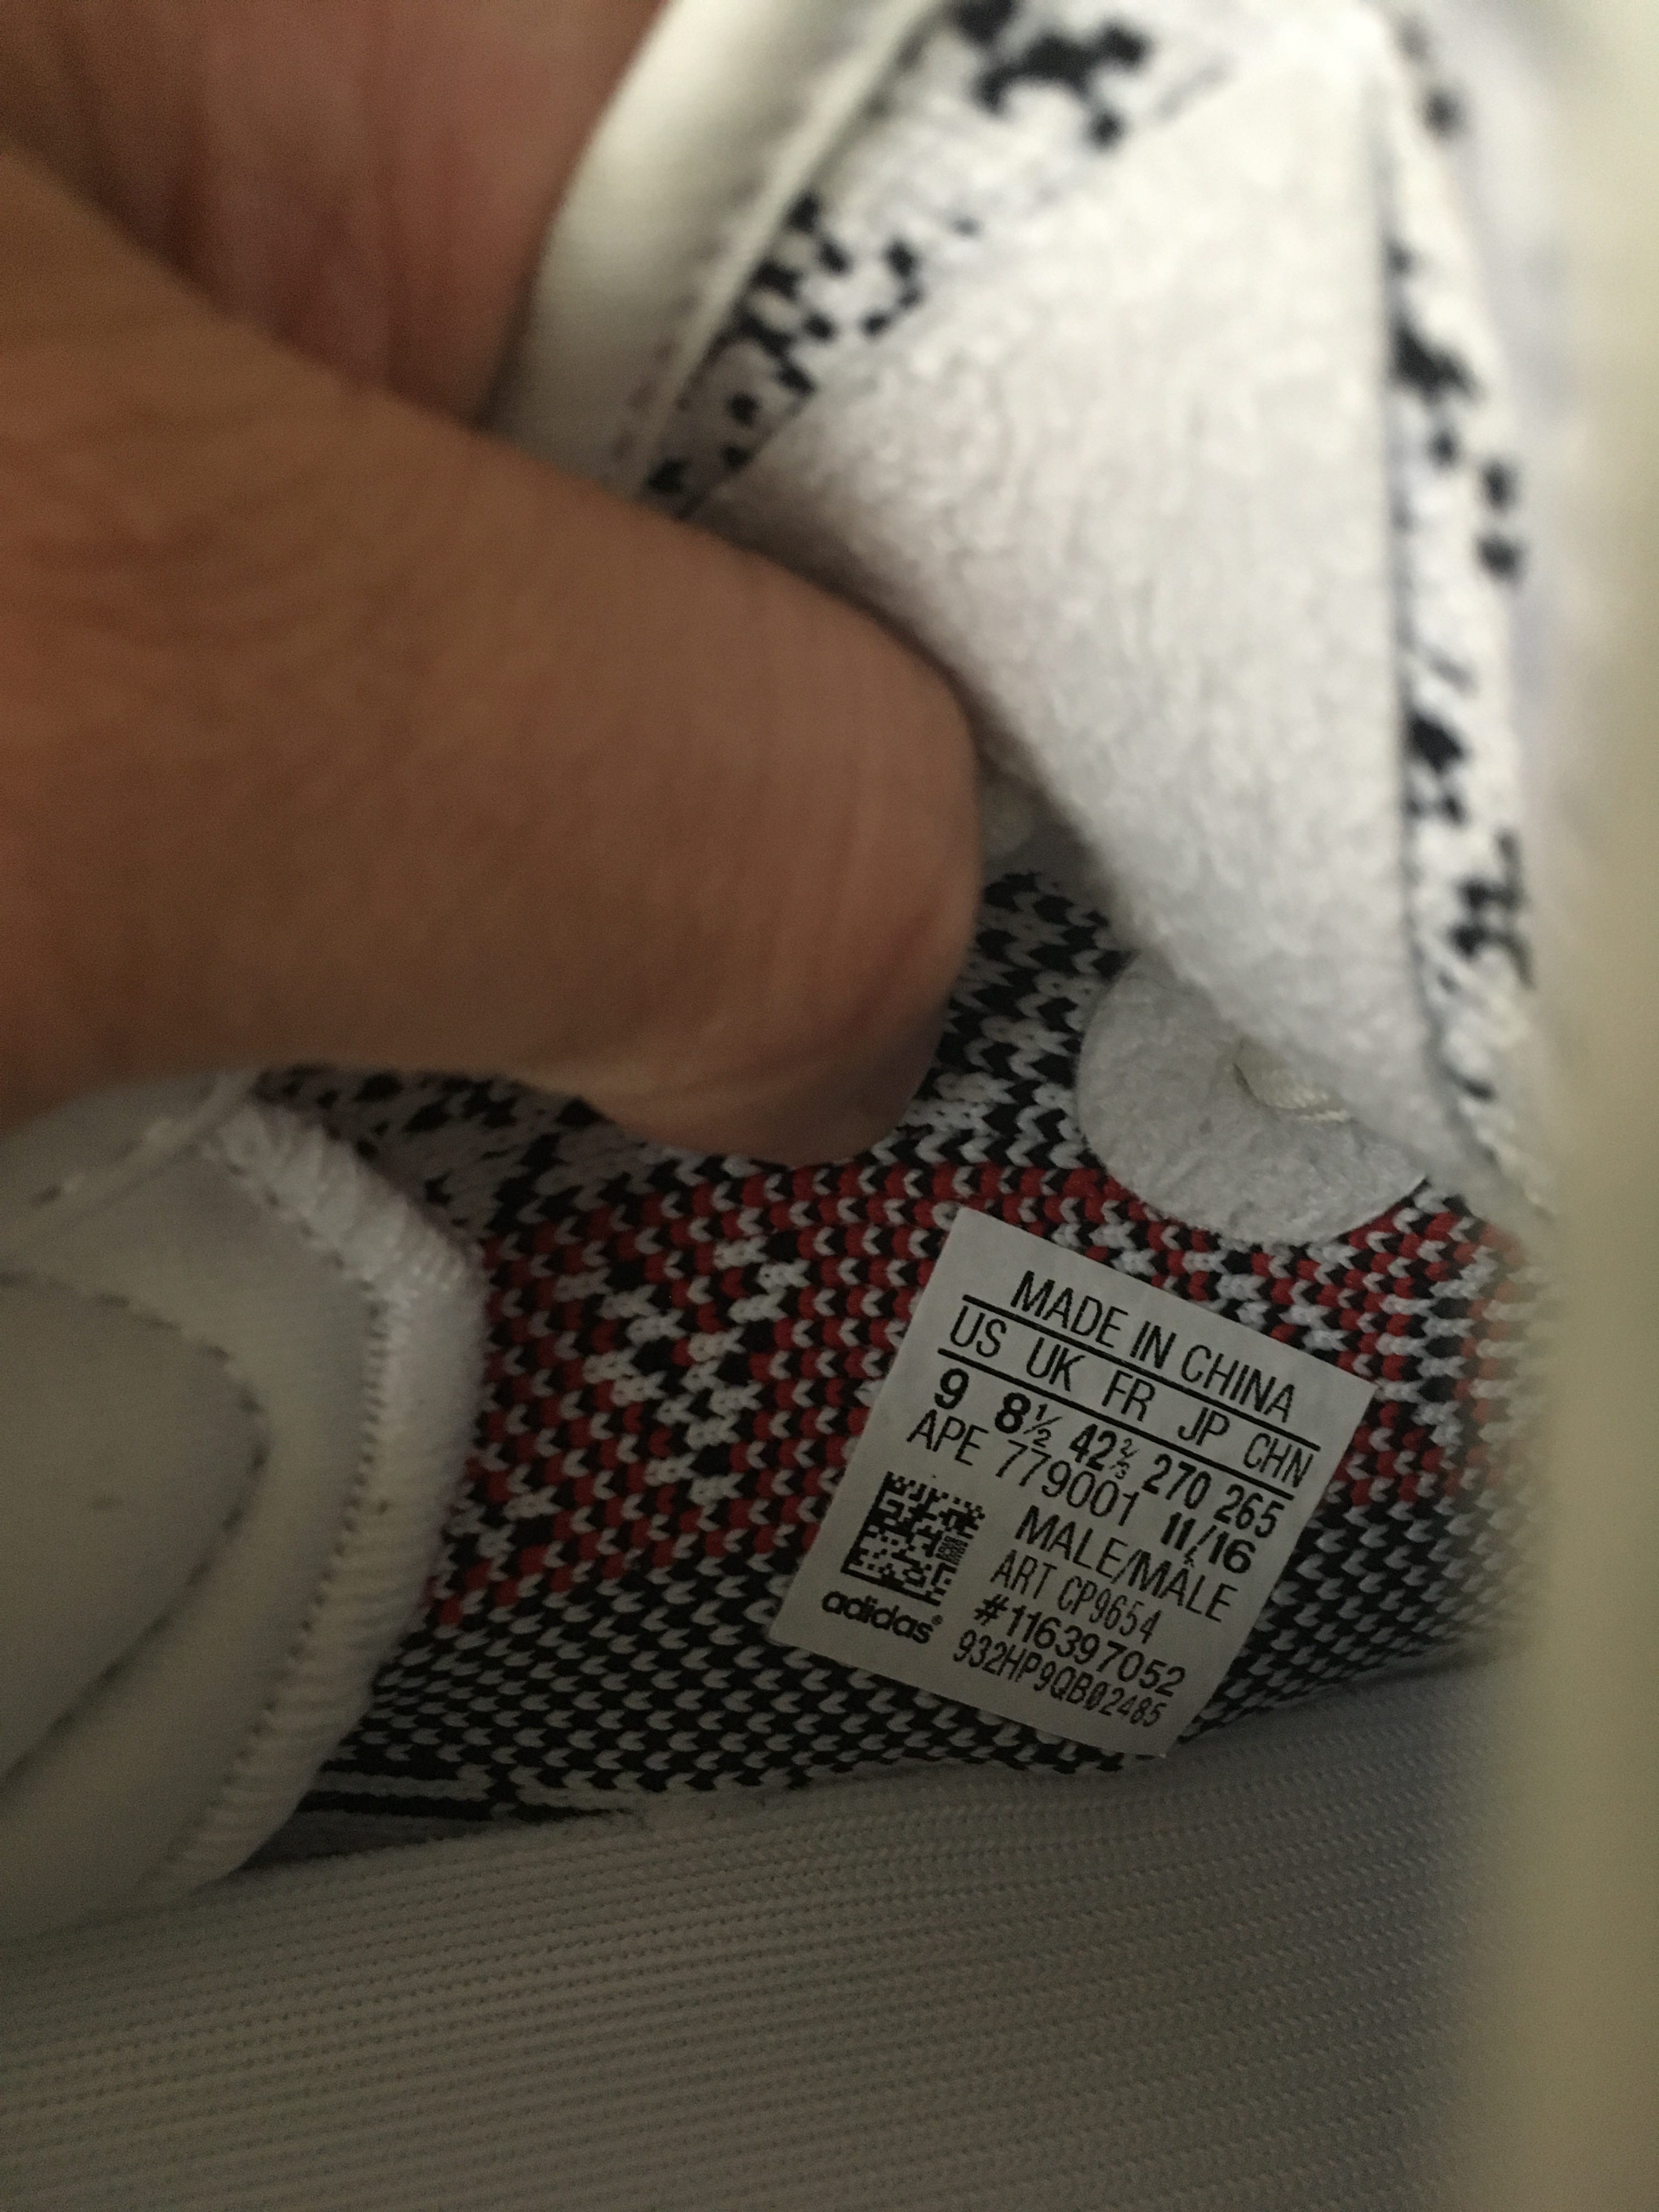 MADE IN CHINA
US UK FR JP CHN
9 8½ 42⅔ 270 265
APE 779001 11/16
MALE/MÂLE
ART CP9654
#116397052
932HP9QB02485
adidas®